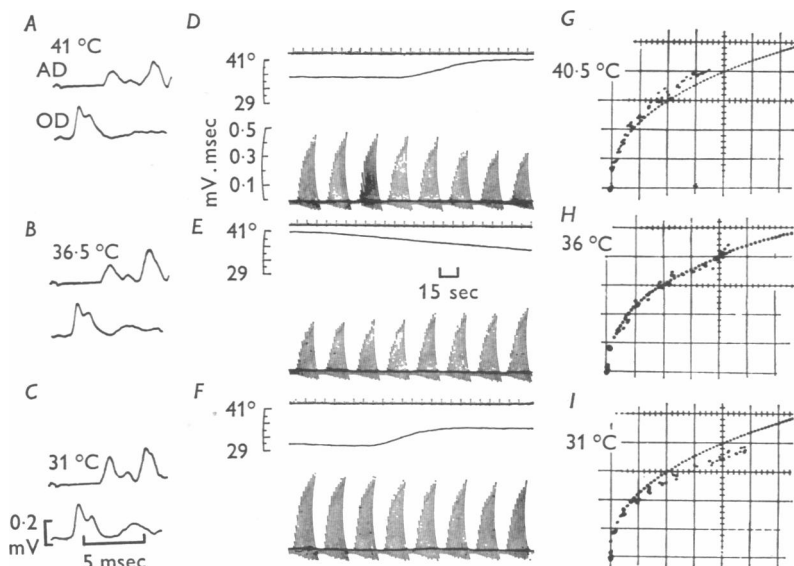 A
41 °C
AD
OD
B
36·5 °C
C
31 °C
0·2
mV
5 msec
D
41°
29
0·5
0·3
0·1
mV. msec
E
41°
29
15 sec
F
41°
29
G
40·5 °C
H
36 °C
I
31 °C